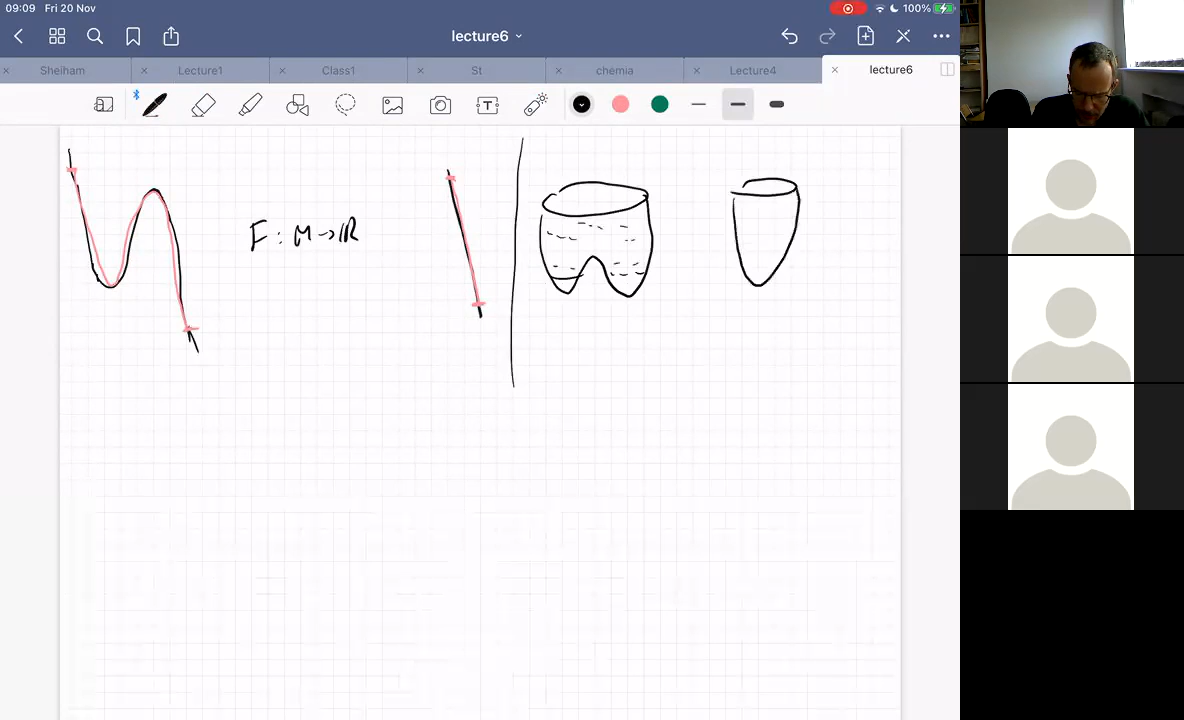 09:09 Fri 20 Nov
100%
lecture6
Sheiham
Lecture1
Class1
St
chemia
Lecture4
lecture6
T
F : M → ℝ